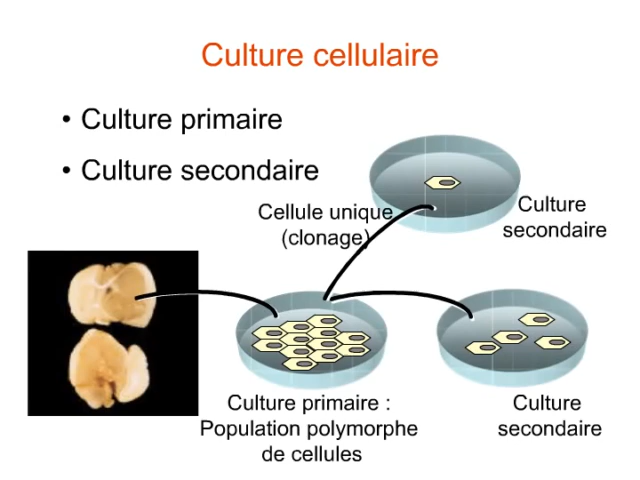 Culture cellulaire
• Culture primaire
• Culture secondaire
Cellule unique
(clonage)
Culture
secondaire
Culture primaire :
Population polymorphe
de cellules
Culture
secondaire